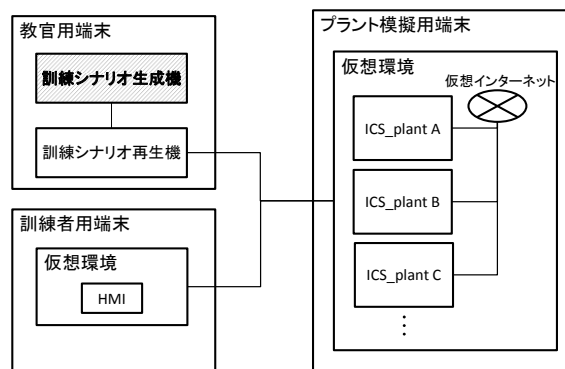 教官用端末
訓練シナリオ生成機
訓練シナリオ再生機
訓練者用端末
仮想環境
HMI
プラント模擬用端末
仮想環境
仮想インターネット
ICS_plant A
ICS_plant B
ICS_plant C
⋮